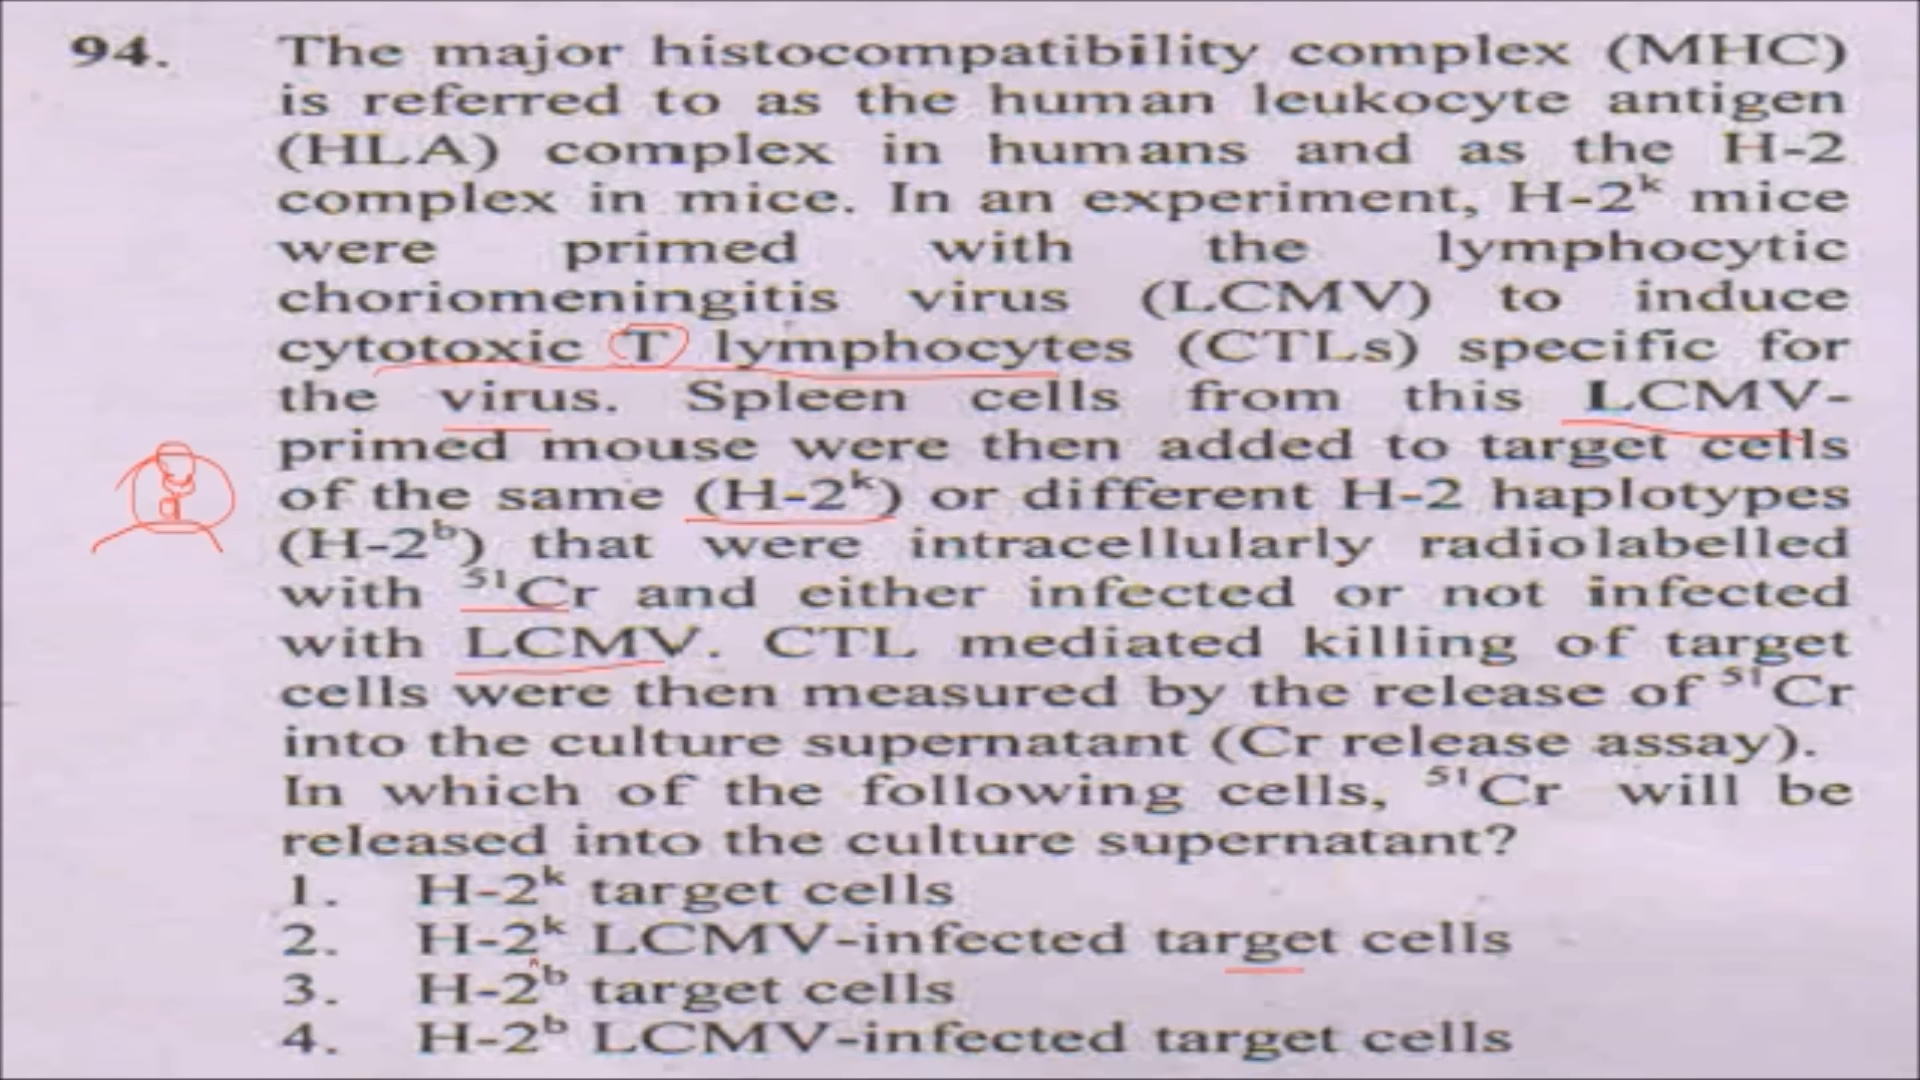 94. The major histocompatibility complex (MHC)
is referred to as the human leukocyte antigen
(HLA) complex in humans and as the H-2
complex in mice. In an experiment, H-2ᵏ mice
were primed with the lymphocytic
choriomeningitis virus (LCMV) to induce
cytotoxic T lymphocytes (CTLs) specific for
the virus. Spleen cells from this LCMV-
primed mouse were then added to target cells
of the same (H-2ᵏ) or different H-2 haplotypes
(H-2ᵇ) that were intracellularly radiolabelled
with ⁵¹Cr and either infected or not infected
with LCMV. CTL mediated killing of target
cells were then measured by the release of ⁵¹Cr
into the culture supernatant (Cr release assay).
In which of the following cells, ⁵¹Cr will be
released into the culture supernatant?
1. H-2ᵏ target cells
2. H-2ᵏ LCMV-infected target cells
3. H-2ᵇ target cells
4. H-2ᵇ LCMV-infected target cells